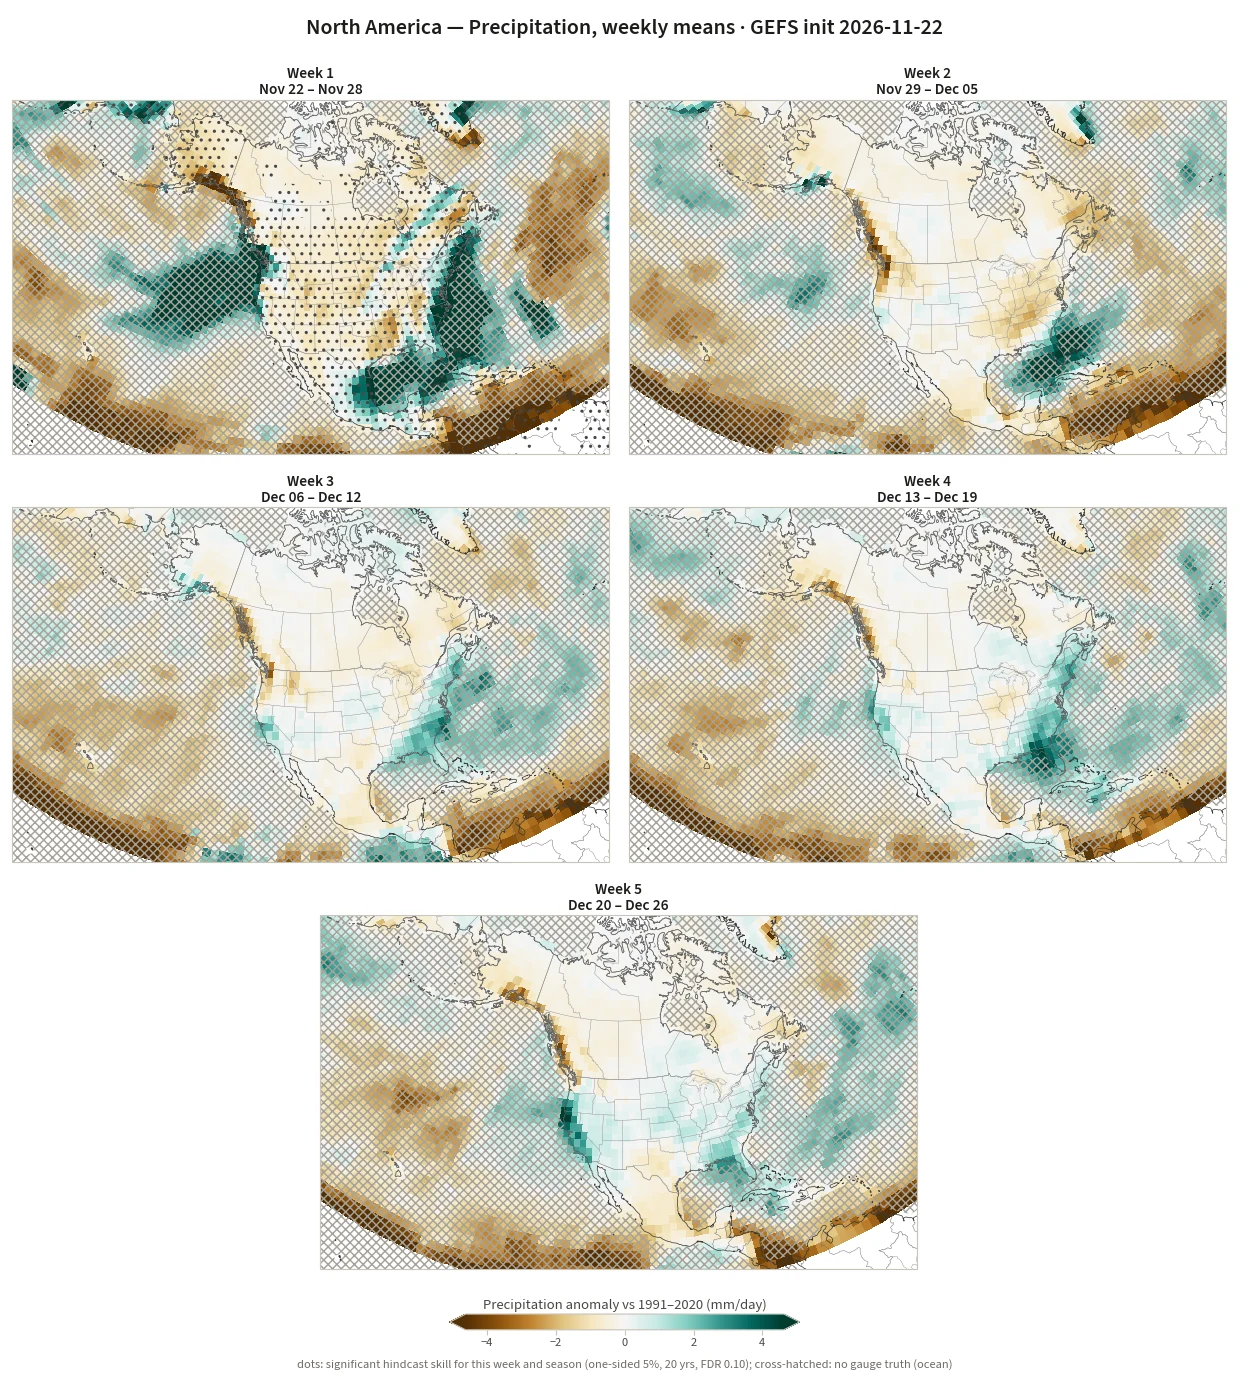 North America — Precipitation, weekly means · GEFS init 2026-11-22
Week 1
Nov 22 – Nov 28
Week 2
Nov 29 – Dec 05
Week 3
Dec 06 – Dec 12
Week 4
Dec 13 – Dec 19
Week 5
Dec 20 – Dec 26
Precipitation anomaly vs 1991–2020 (mm/day)
−4 −2 0 2 4
dots: significant hindcast skill for this week and season (one-sided 5%, 20 yrs, FDR 0.10); cross-hatched: no gauge truth (ocean)